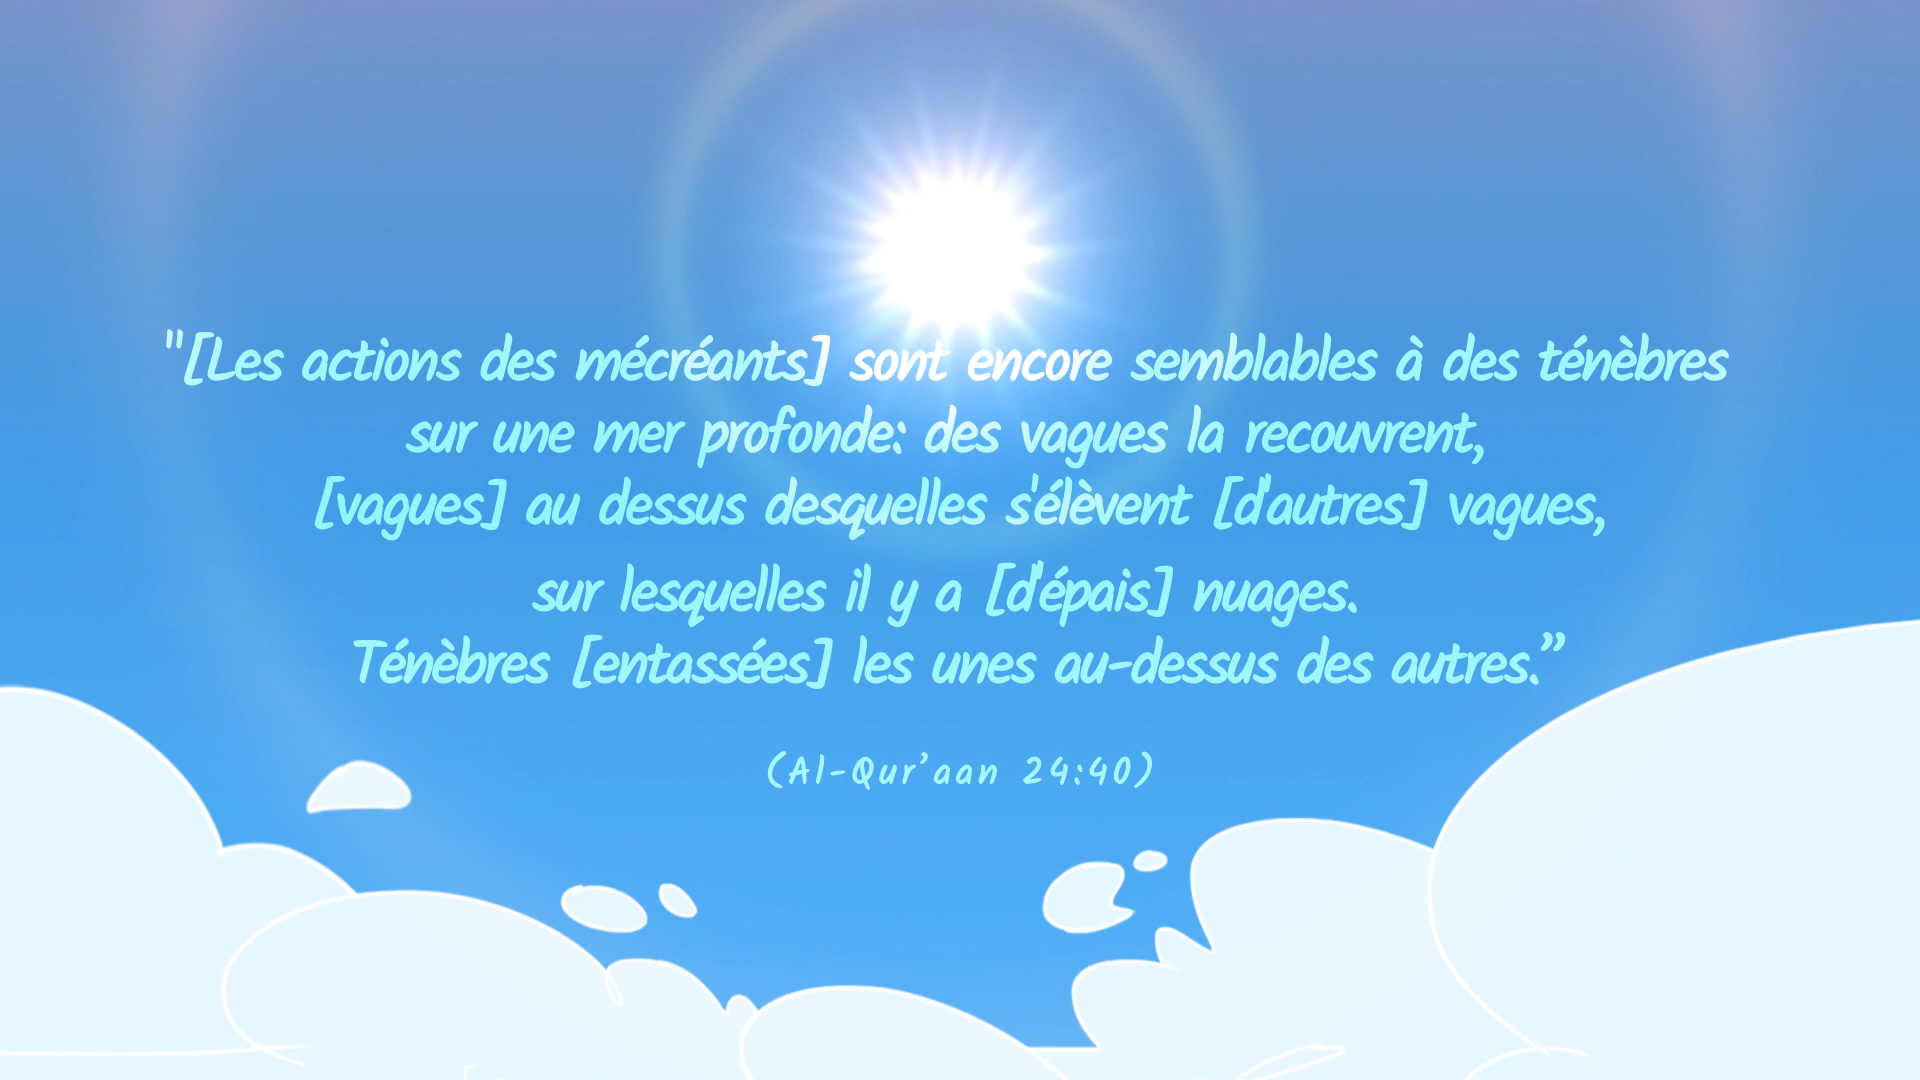 "[Les actions des mécréants] sont encore semblables à des ténèbres
sur une mer profonde: des vagues la recouvrent,
[vagues] au dessus desquelles s'élèvent [d'autres] vagues,
sur lesquelles il y a [d'épais] nuages.
Ténèbres [entassées] les unes au-dessus des autres.”
(Al-Qur’aan 24:40)